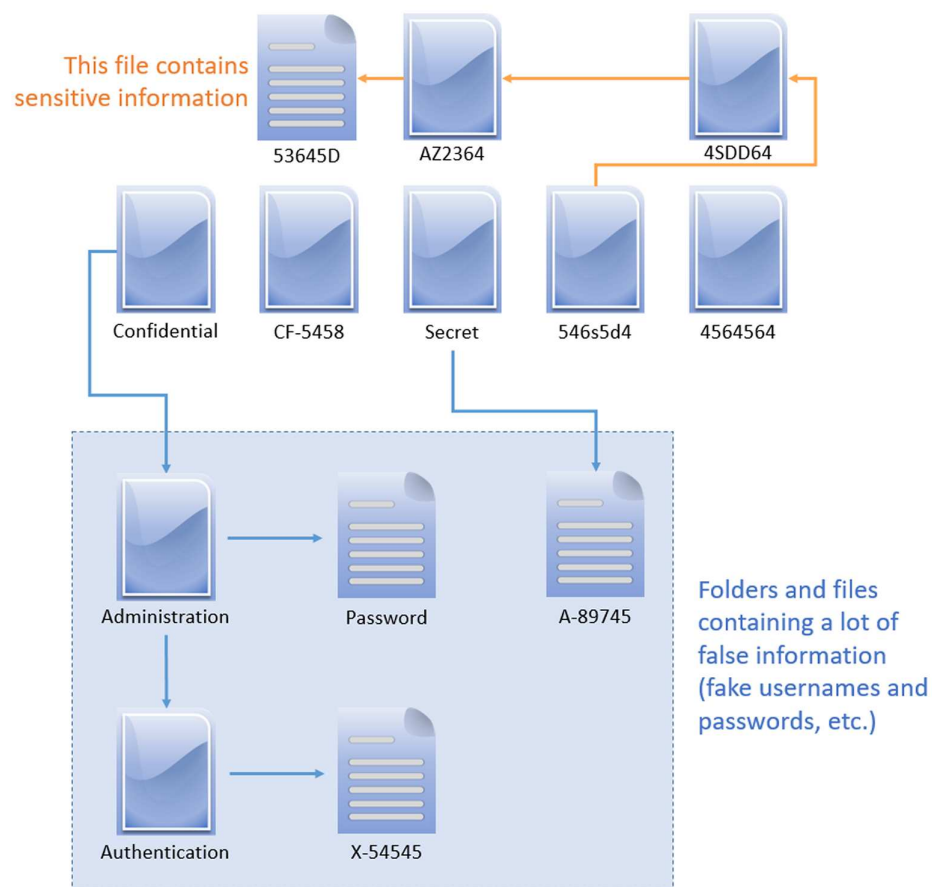 This file contains
sensitive information
53645D
AZ2364
4SDD64
Confidential
CF-5458
Secret
546s5d4
4564564
Administration
Password
A-89745
Folders and files
containing a lot of
false information
(fake usernames and
passwords, etc.)
Authentication
X-54545